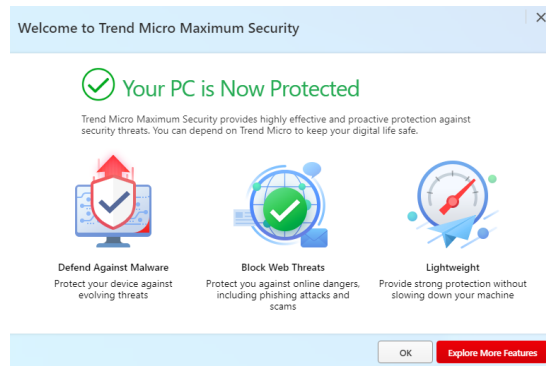 Welcome to Trend Micro Maximum Security
Your PC is Now Protected
Trend Micro Maximum Security provides highly effective and proactive protection against
security threats. You can depend on Trend Micro to keep your digital life safe.
Defend Against Malware
Protect your device against
evolving threats
Block Web Threats
Protect you against online dangers,
including phishing attacks and
scams
Lightweight
Provide strong protection without
slowing down your machine
OK
Explore More Features